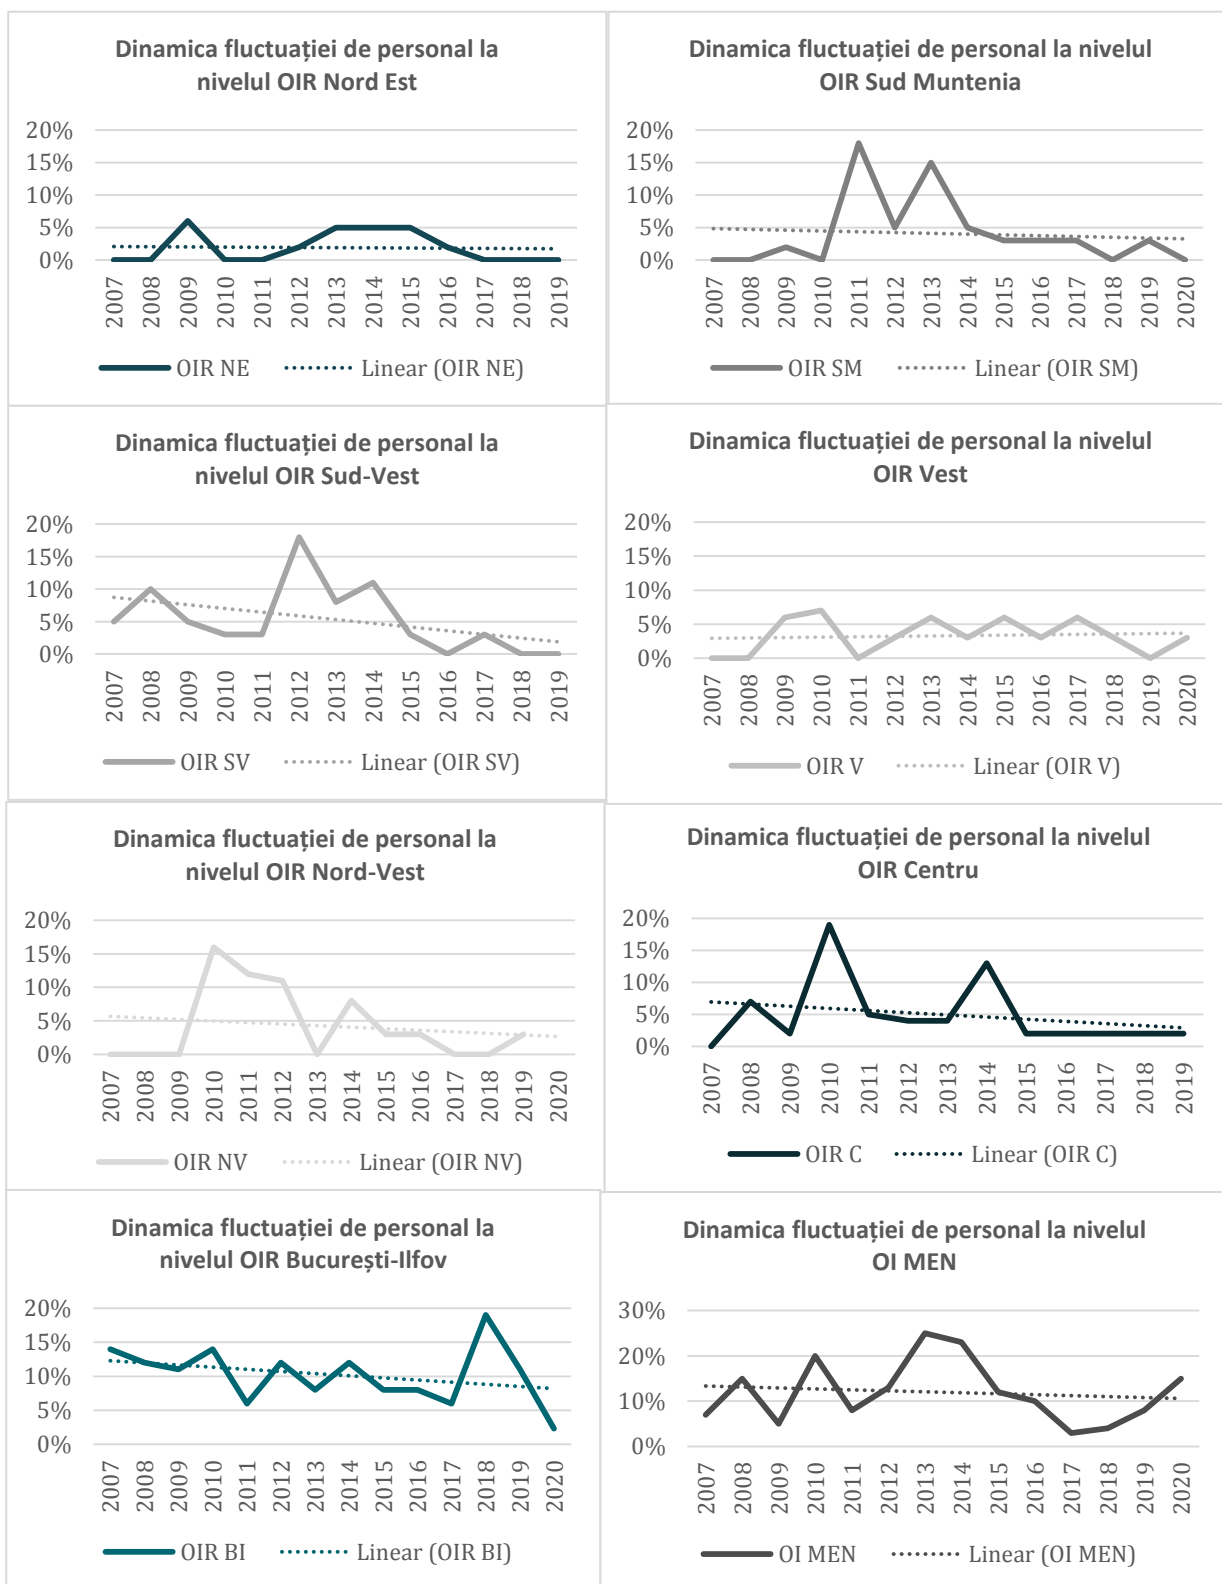 Dinamica fluctuației de personal la
nivelul OIR Nord Est
20%
15%
10%
5%
0%
2007 2008 2009 2010 2011 2012 2013 2014 2015 2016 2017 2018 2019
OIR NE Linear (OIR NE)
Dinamica fluctuației de personal la nivelul
OIR Sud Muntenia
20%
15%
10%
5%
0%
2007 2008 2009 2010 2011 2012 2013 2014 2015 2016 2017 2018 2019 2020
OIR SM Linear (OIR SM)
Dinamica fluctuației de personal la
nivelul OIR Sud-Vest
20%
15%
10%
5%
0%
2007 2008 2009 2010 2011 2012 2013 2014 2015 2016 2017 2018 2019
OIR SV Linear (OIR SV)
Dinamica fluctuației de personal la nivelul
OIR Vest
20%
15%
10%
5%
0%
2007 2008 2009 2010 2011 2012 2013 2014 2015 2016 2017 2018 2019 2020
OIR V Linear (OIR V)
Dinamica fluctuației de personal la
nivelul OIR Nord-Vest
20%
15%
10%
5%
0%
2007 2008 2009 2010 2011 2012 2013 2014 2015 2016 2017 2018 2019 2020
OIR NV Linear (OIR NV)
Dinamica fluctuației de personal la nivelul
OIR Centru
20%
15%
10%
5%
0%
2007 2008 2009 2010 2011 2012 2013 2014 2015 2016 2017 2018 2019
OIR C Linear (OIR C)
Dinamica fluctuației de personal la
nivelul OIR București-Ilfov
20%
15%
10%
5%
0%
2007 2008 2009 2010 2011 2012 2013 2014 2015 2016 2017 2018 2019 2020
OIR BI Linear (OIR BI)
Dinamica fluctuației de personal la nivelul
OI MEN
30%
20%
10%
0%
2007 2008 2009 2010 2011 2012 2013 2014 2015 2016 2017 2018 2019 2020
OI MEN Linear (OI MEN)